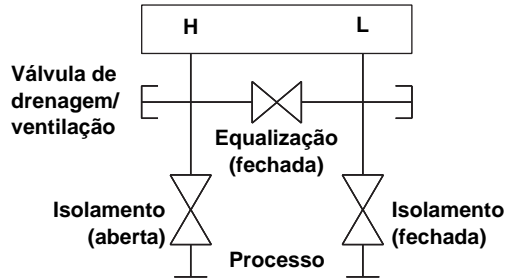 H
L
Válvula de
drenagem/
ventilação
Equalização
(fechada)
Isolamento
(aberta)
Isolamento
(fechada)
Processo